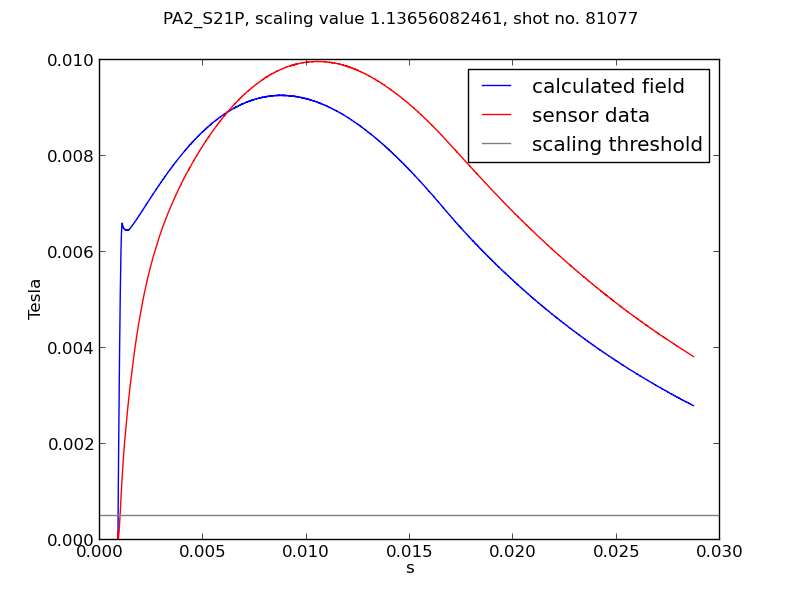 PA2_S21P, scaling value 1.13656082461, shot no. 81077
calculated field
sensor data
scaling threshold
0.010
0.008
0.006
0.004
0.002
0.000
Tesla
0.000
0.005
0.010
0.015
0.020
0.025
0.030
s